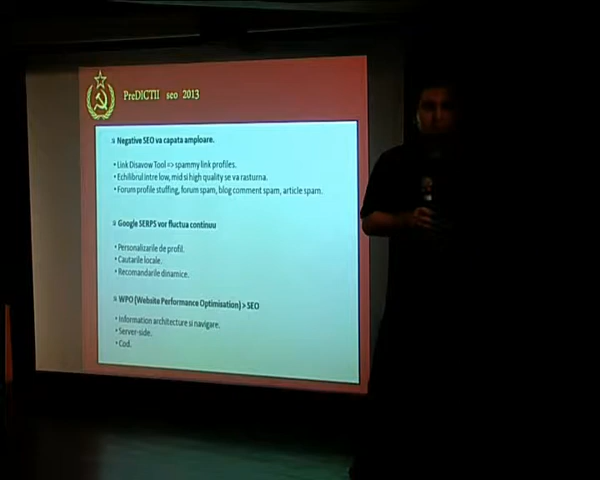 PreDICTII seo 2013
Negative SEO va capata amploare.
• Link Disavow Tool => spammy link profiles.
• Echilibrul intre low, mid si high quality se va rasturna.
• Forum profile stuffing, forum spam, blog comment spam, article spam.
Google SERPS vor fluctua continuu
• Personalizarile de profil.
• Cautarile locale.
• Recomandarile dinamice.
WPO (Website Performance Optimisation) > SEO
• Information architecture si navigare.
• Server-side.
• Cod.